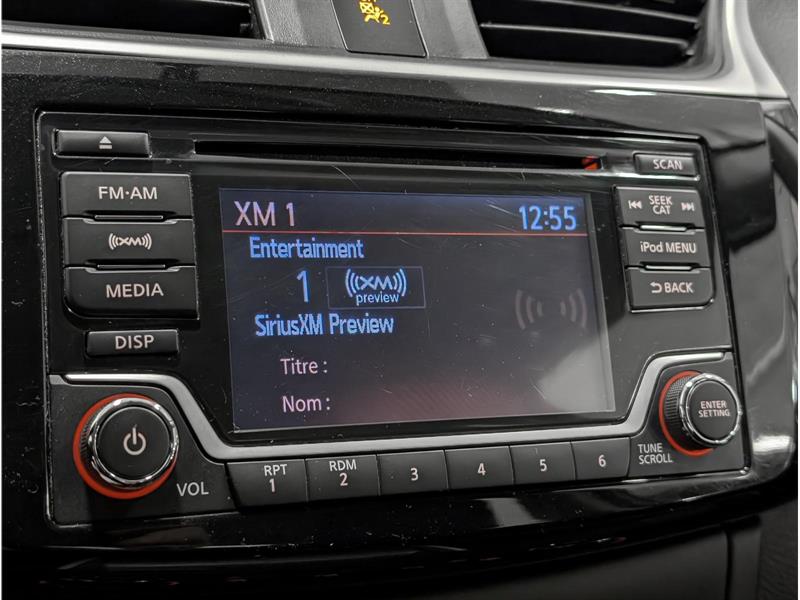 2
SCAN
FM·AM
SEEK
CAT
XM
iPod MENU
MEDIA
BACK
DISP
XM 1
12:55
Entertainment
1
XM
preview
SiriusXM Preview
Titre :
Nom :
ENTER
SETTING
TUNE
SCROLL
VOL
RPT
1
RDM
2
3
4
5
6